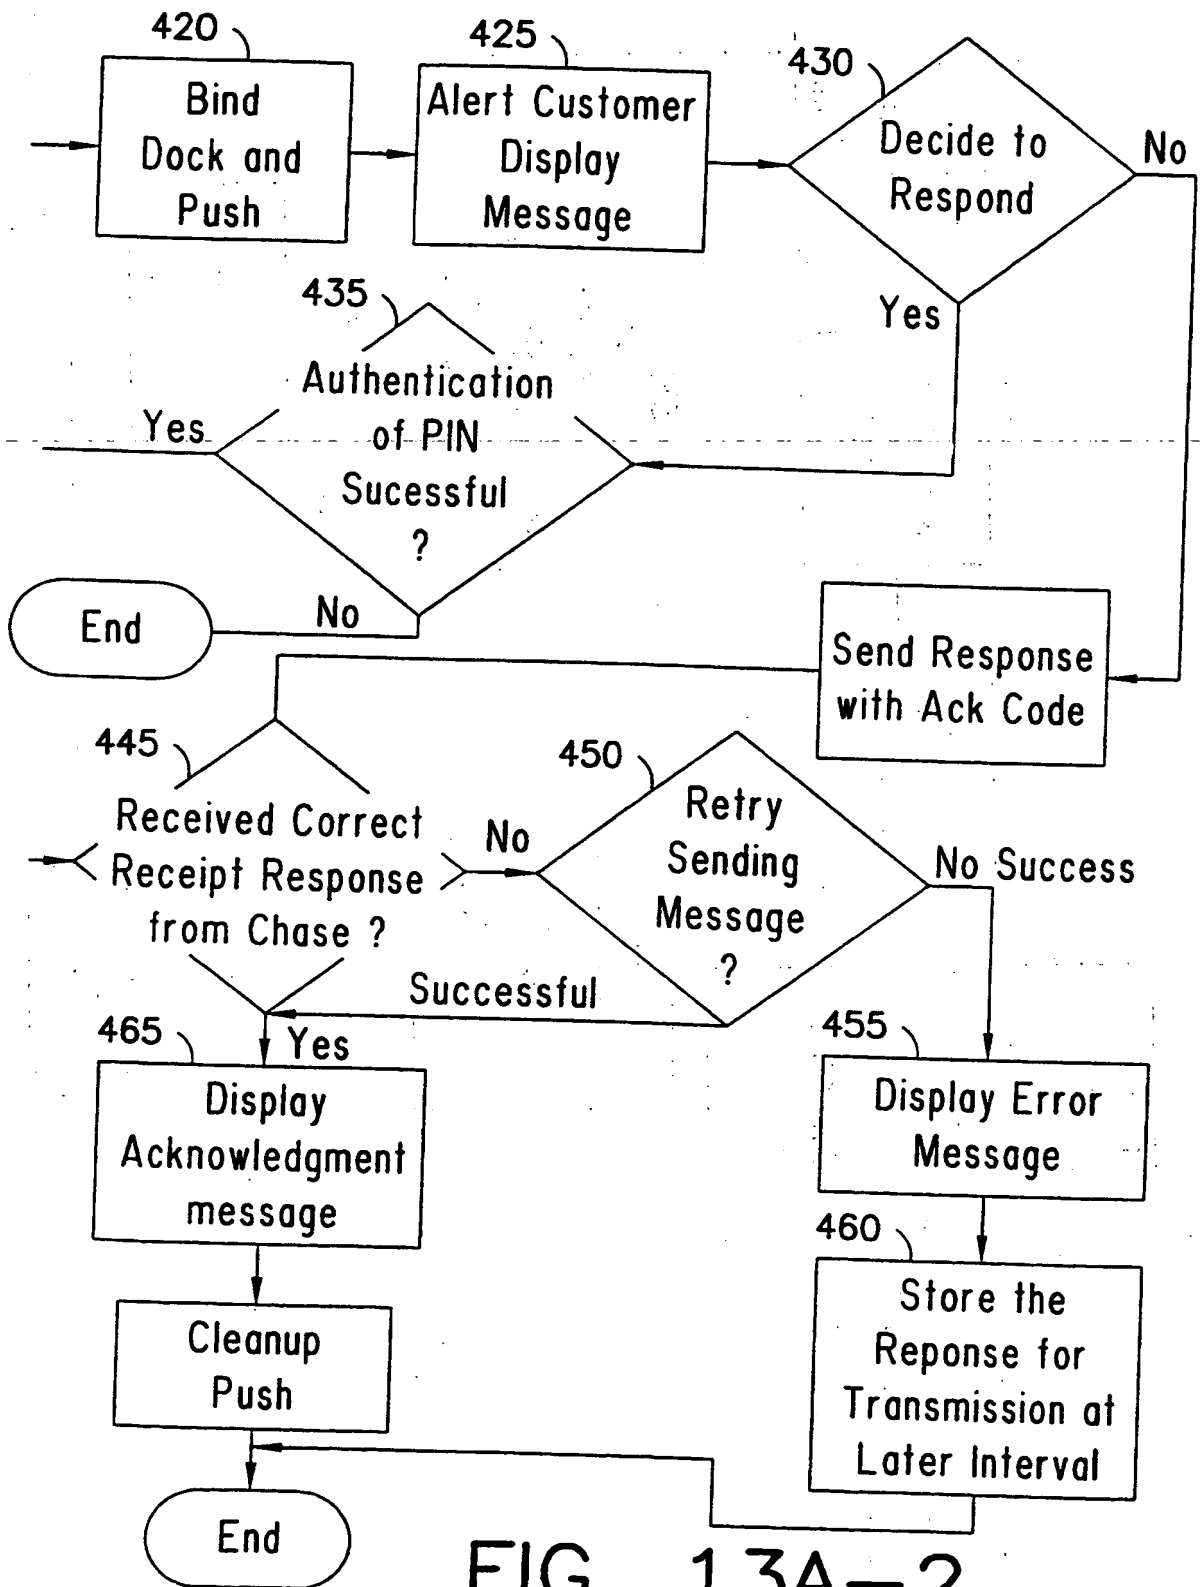 420
Bind
Dock and
Push
425
Alert Customer
Display
Message
430
Decide to
Respond
No
Yes
435
Authentication
of PIN
Sucessful
?
Yes
No
End
Send Response
with Ack Code
445
Received Correct
Receipt Response
from Chase ?
No
450
Retry
Sending
Message
?
No Success
Successful
Yes
465
Display
Acknowledgment
message
455
Display Error
Message
460
Store the
Reponse for
Transmission at
Later Interval
Cleanup
Push
End
FIG. 13A-2